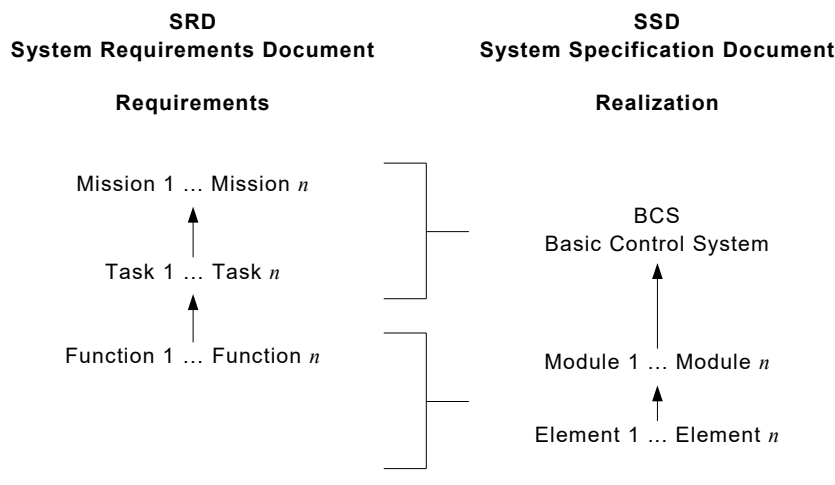 SRD
System Requirements Document
Requirements
Mission 1 ... Mission n
Task 1 ... Task n
Function 1 ... Function n
SSD
System Specification Document
Realization
BCS
Basic Control System
Module 1 ... Module n
Element 1 ... Element n